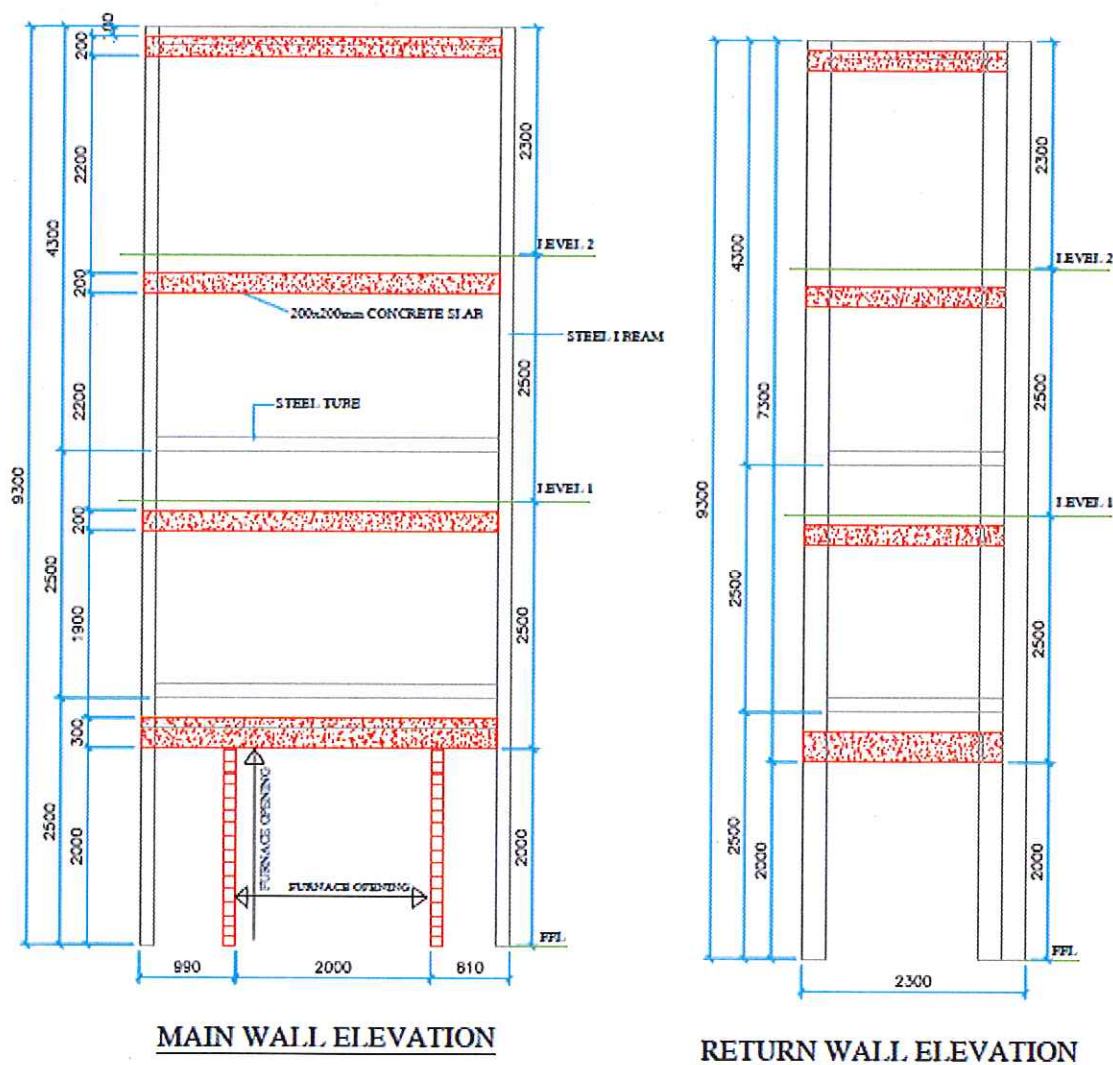 100
200
2200
4300
200
2200
9300
200
2500
1900
300
2500
2000
2300
LEVEL 2
200x200mm CONCRETE SLAB
STEEL I BEAM
2500
STEEL TUBE
LEVEL 1
2500
FURNACE OPENING
FURNACE OPENING
2000
FFL
990
2000
810
MAIN WALL ELEVATION
2300
4300
LEVEL 2
7300
2500
9300
LEVEL 1
2500
2500
2500
2000
2000
FFL
2300
RETURN WALL ELEVATION